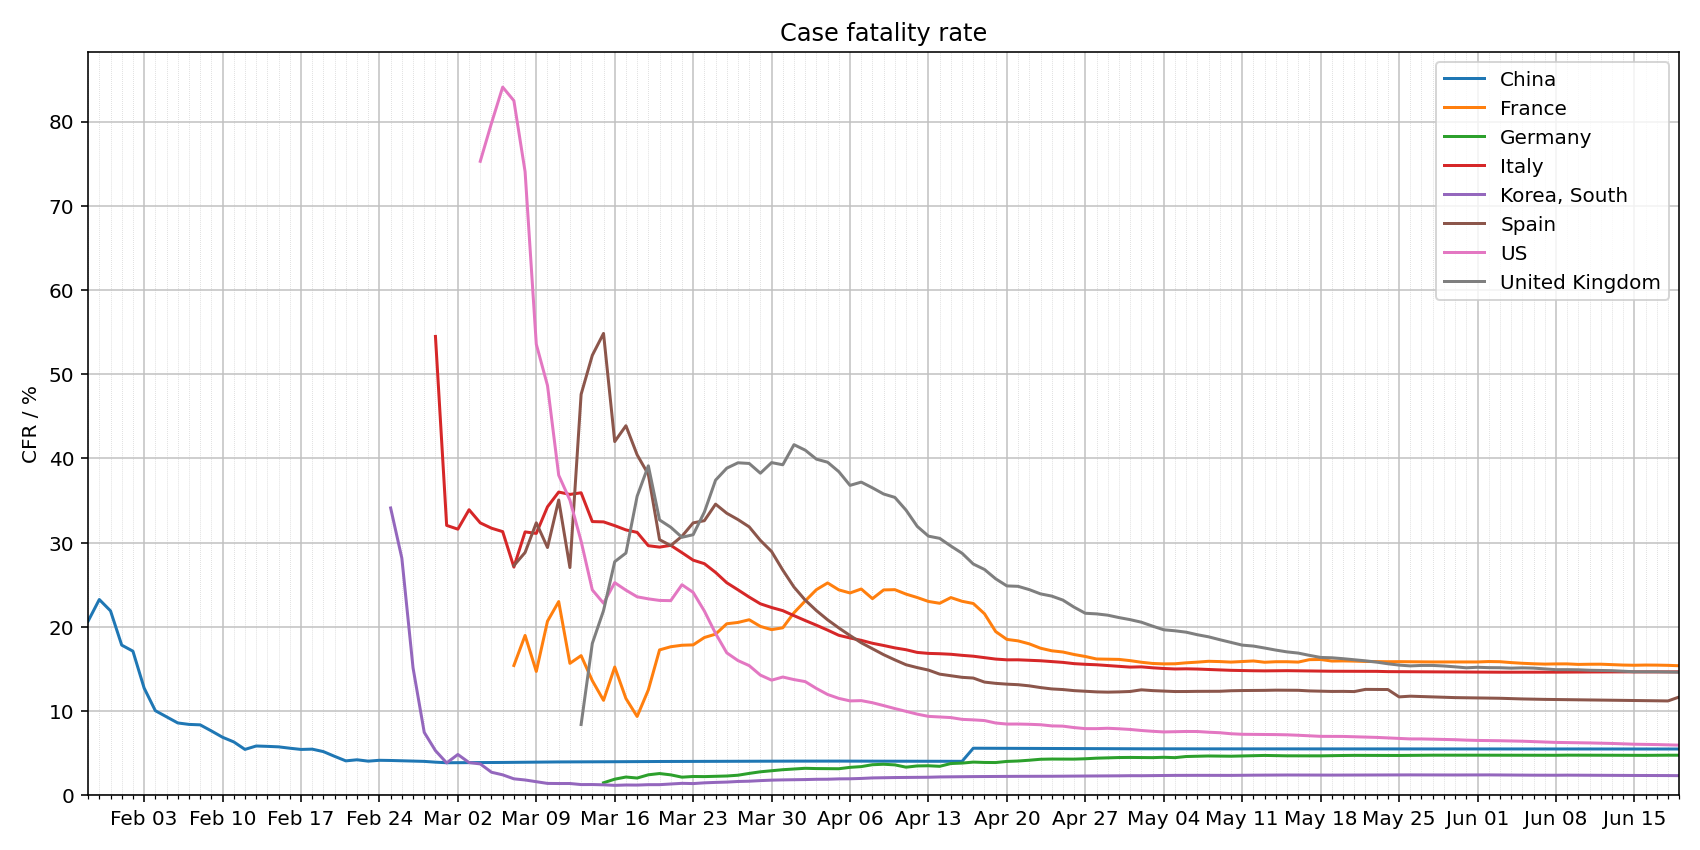 Case fatality rate
CFR / %
80
70
60
50
40
30
20
10
0
China
France
Germany
Italy
Korea, South
Spain
US
United Kingdom
Feb 03 Feb 10 Feb 17 Feb 24 Mar 02 Mar 09 Mar 16 Mar 23 Mar 30 Apr 06 Apr 13 Apr 20 Apr 27 May 04 May 11 May 18 May 25 Jun 01 Jun 08 Jun 15